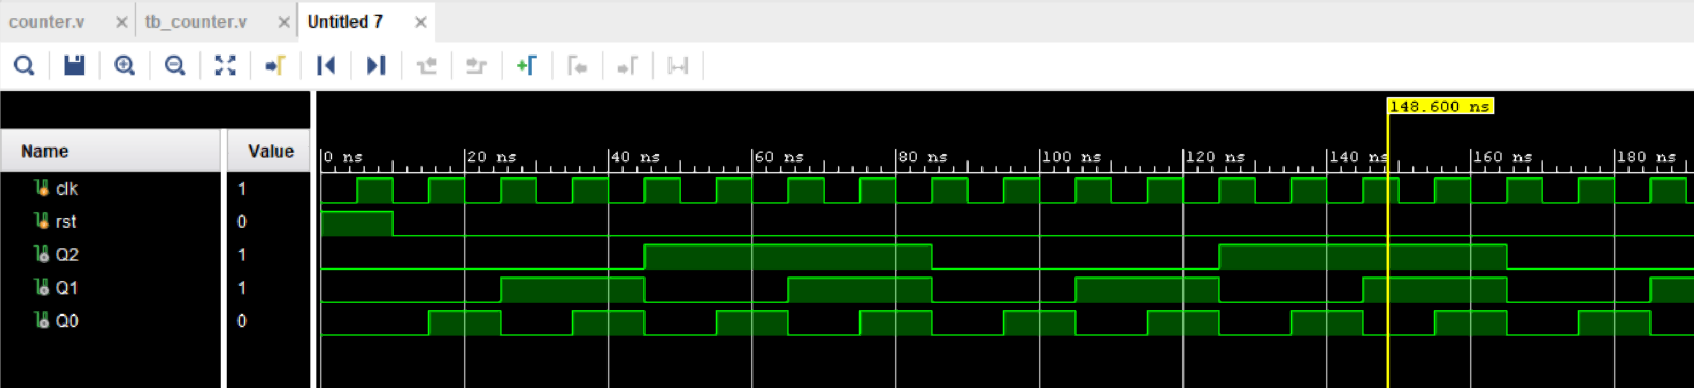 counter.v tb_counter.v Untitled 7
148.600 ns
Name Value 0 ns 20 ns 40 ns 60 ns 80 ns 100 ns 120 ns 140 ns 160 ns 180 ns
clk 1
rst 0
Q2 1
Q1 1
Q0 0